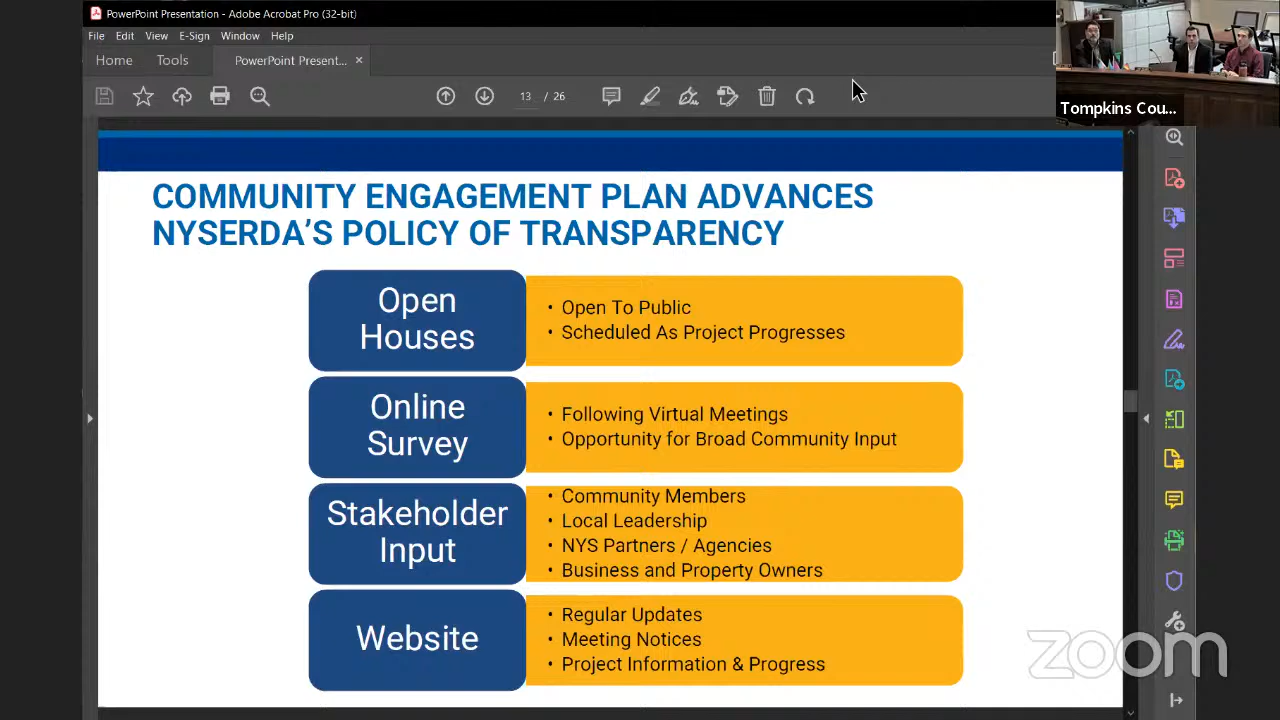 PowerPoint Presentation - Adobe Acrobat Pro (32-bit)
File Edit View E-Sign Window Help
Home Tools PowerPoint Present... ×
13 / 26
Tompkins Cou...
COMMUNITY ENGAGEMENT PLAN ADVANCES
NYSERDA'S POLICY OF TRANSPARENCY
Open
Houses
• Open To Public
• Scheduled As Project Progresses
Online
Survey
• Following Virtual Meetings
• Opportunity for Broad Community Input
Stakeholder
Input
• Community Members
• Local Leadership
• NYS Partners / Agencies
• Business and Property Owners
Website
• Regular Updates
• Meeting Notices
• Project Information & Progress
zoom